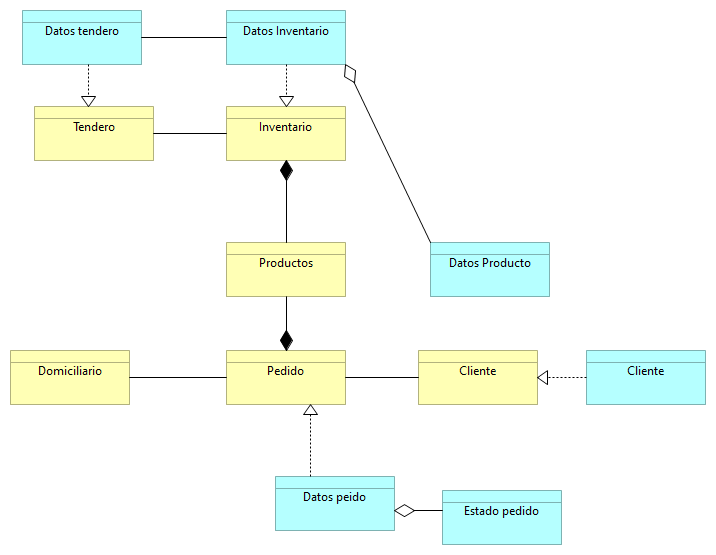 Datos tendero
Datos Inventario
Tendero
Inventario
Productos
Datos Producto
Domiciliario
Pedido
Cliente
Cliente
Datos peido
Estado pedido